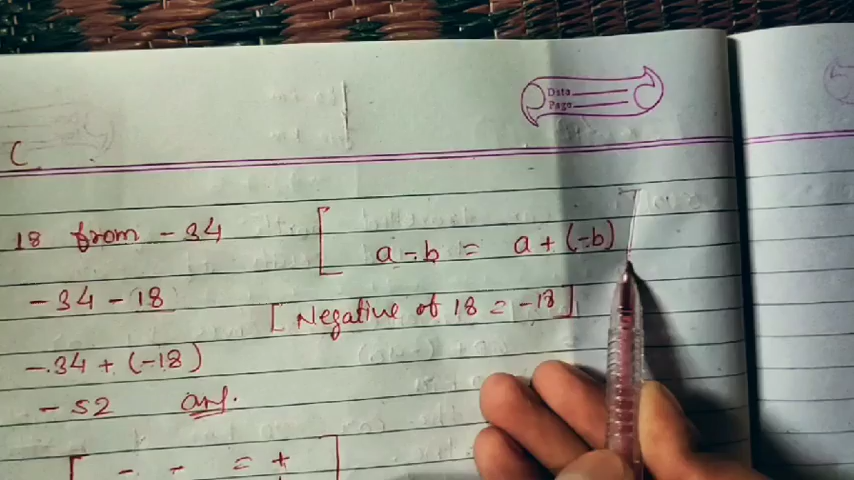 Date
Page
C
18 from - 34
[ a - b = a + (-b) ]
- 34 - 18
[ Negative of 18 = -18 ]
- 34 + (-18)
- 52 ans.
[ - - = + ]